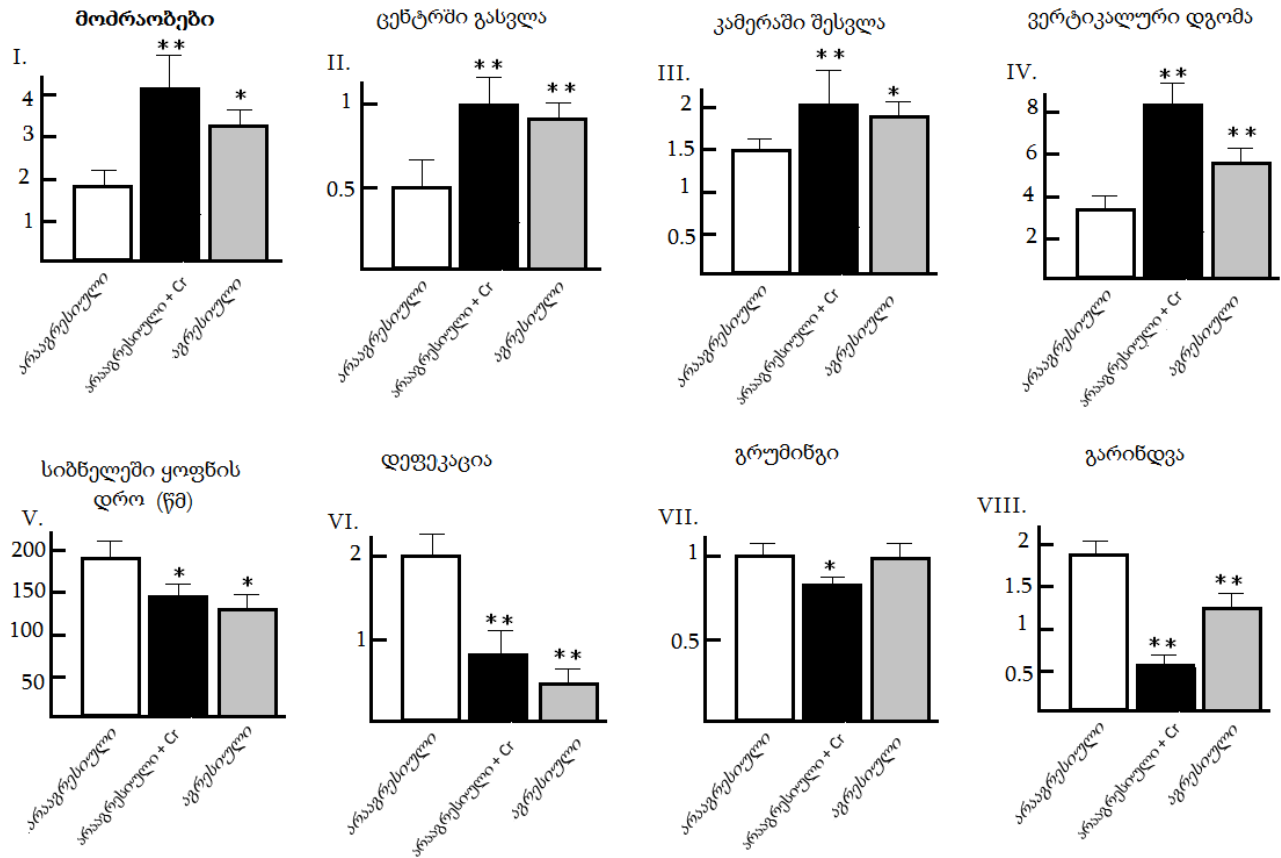 მოძრაობები
I.
**
*
4
3
2
1
არააგრესიული
არააგრესიული + Cr
აგრესიული
ცენტრში გასვლა
II.
**
**
1
0.5
არააგრესიული
არააგრესიული + Cr
აგრესიული
კამერაში შესვლა
III.
**
*
2
1.5
1
0.5
არააგრესიული
არააგრესიული + Cr
აგრესიული
ვერტიკალური დგომა
IV.
**
**
8
6
4
2
არააგრესიული
არააგრესიული + Cr
აგრესიული
სიბნელეში ყოფნის
დრო (წმ)
V.
*
*
200
150
100
50
არააგრესიული
არააგრესიული + Cr
აგრესიული
დეფეკაცია
VI.
**
**
2
1
არააგრესიული
არააგრესიული + Cr
აგრესიული
გრუმინგი
VII.
*
1
0.5
არააგრესიული
არააგრესიული + Cr
აგრესიული
გარინდვა
VIII.
**
**
2
1.5
1
0.5
არააგრესიული
არააგრესიული + Cr
აგრესიული